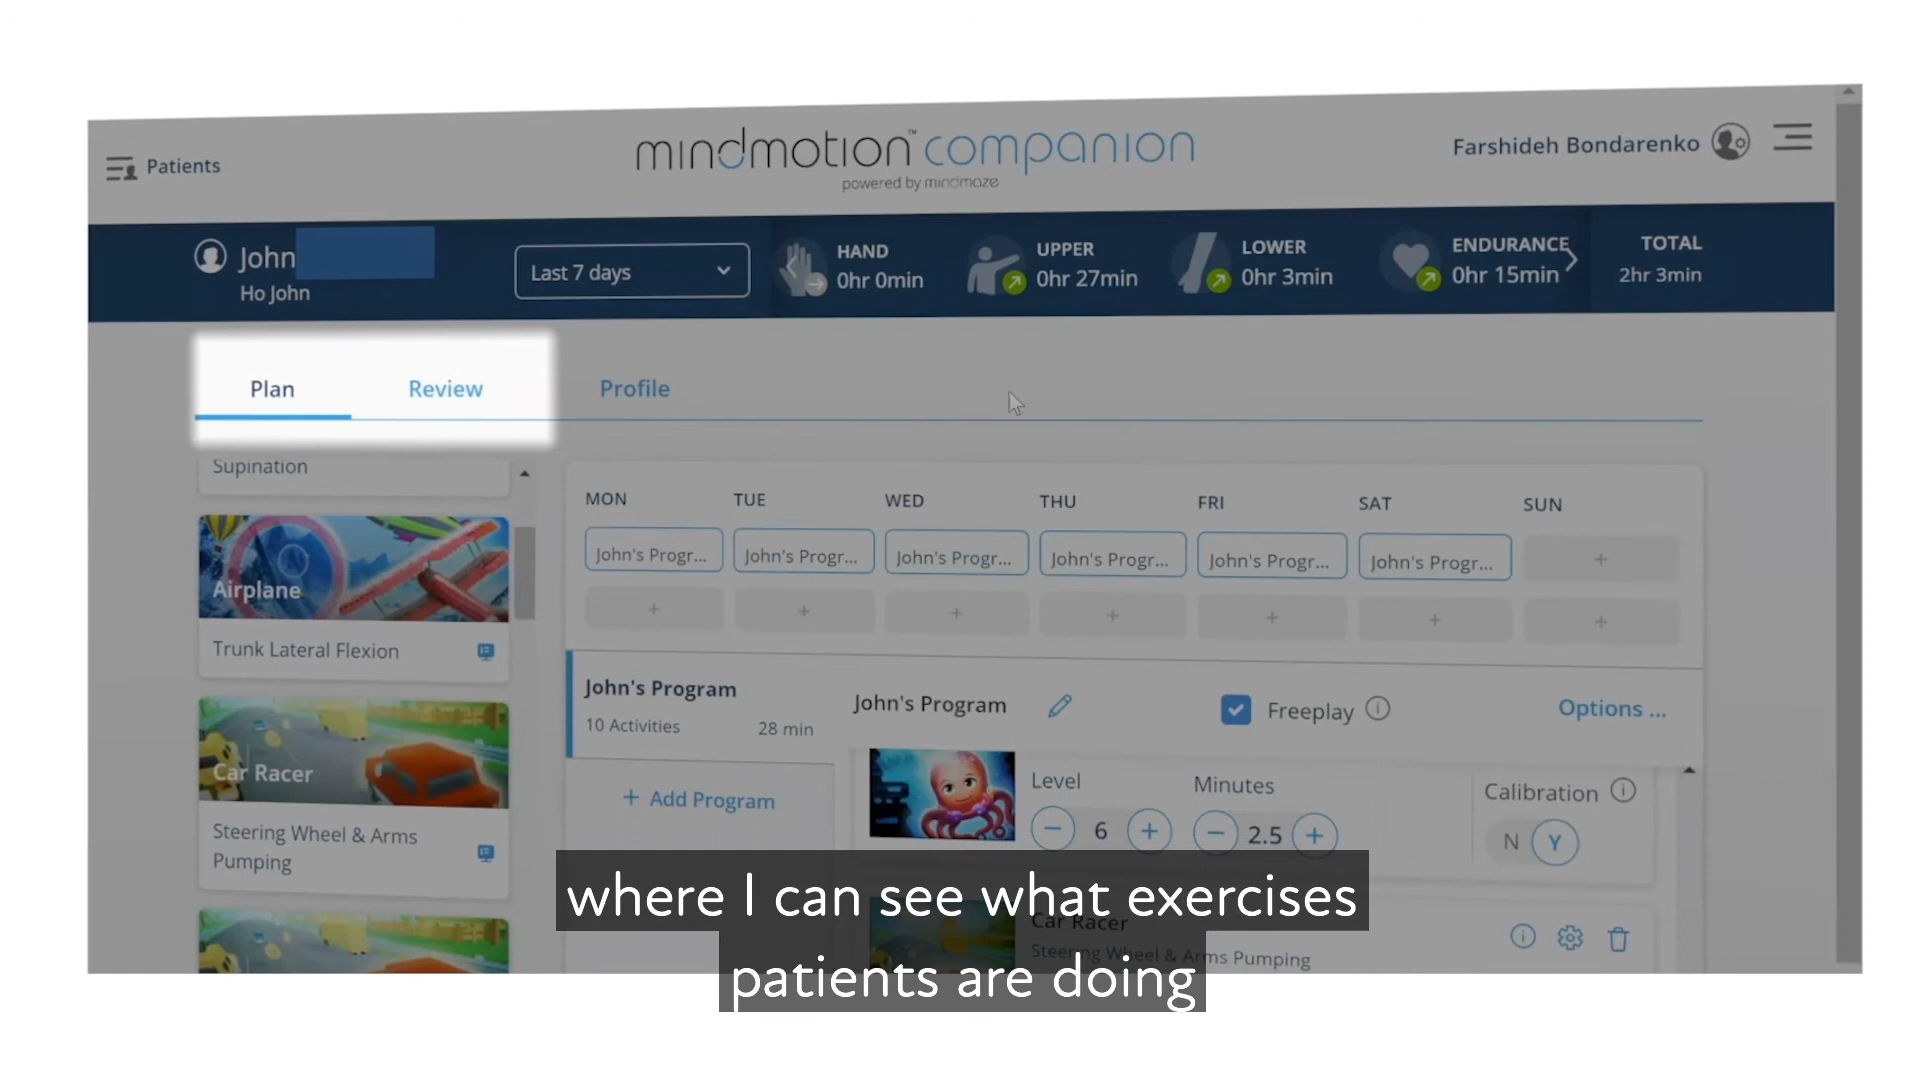 Patients
mindmotion™ companion
powered by mindmaze
Farshideh Bondarenko
John
Ho John
Last 7 days
HAND
0hr 0min
UPPER
0hr 27min
LOWER
0hr 3min
ENDURANCE
0hr 15min
TOTAL
2hr 3min
Plan
Review
Profile
Supination
Airplane
Trunk Lateral Flexion
Car Racer
Steering Wheel & Arms
Pumping
MON TUE WED THU FRI SAT SUN
John's Progr... John's Progr... John's Progr... John's Progr... John's Progr... John's Progr... +
+ + + + + + +
John's Program
10 Activities 28 min
+ Add Program
John's Program
Freeplay
Options ...
Level
− 6 +
Minutes
− 2.5 +
Calibration
N Y
Car Racer
Steering Wheel & Arms Pumping
where I can see what exercises
patients are doing